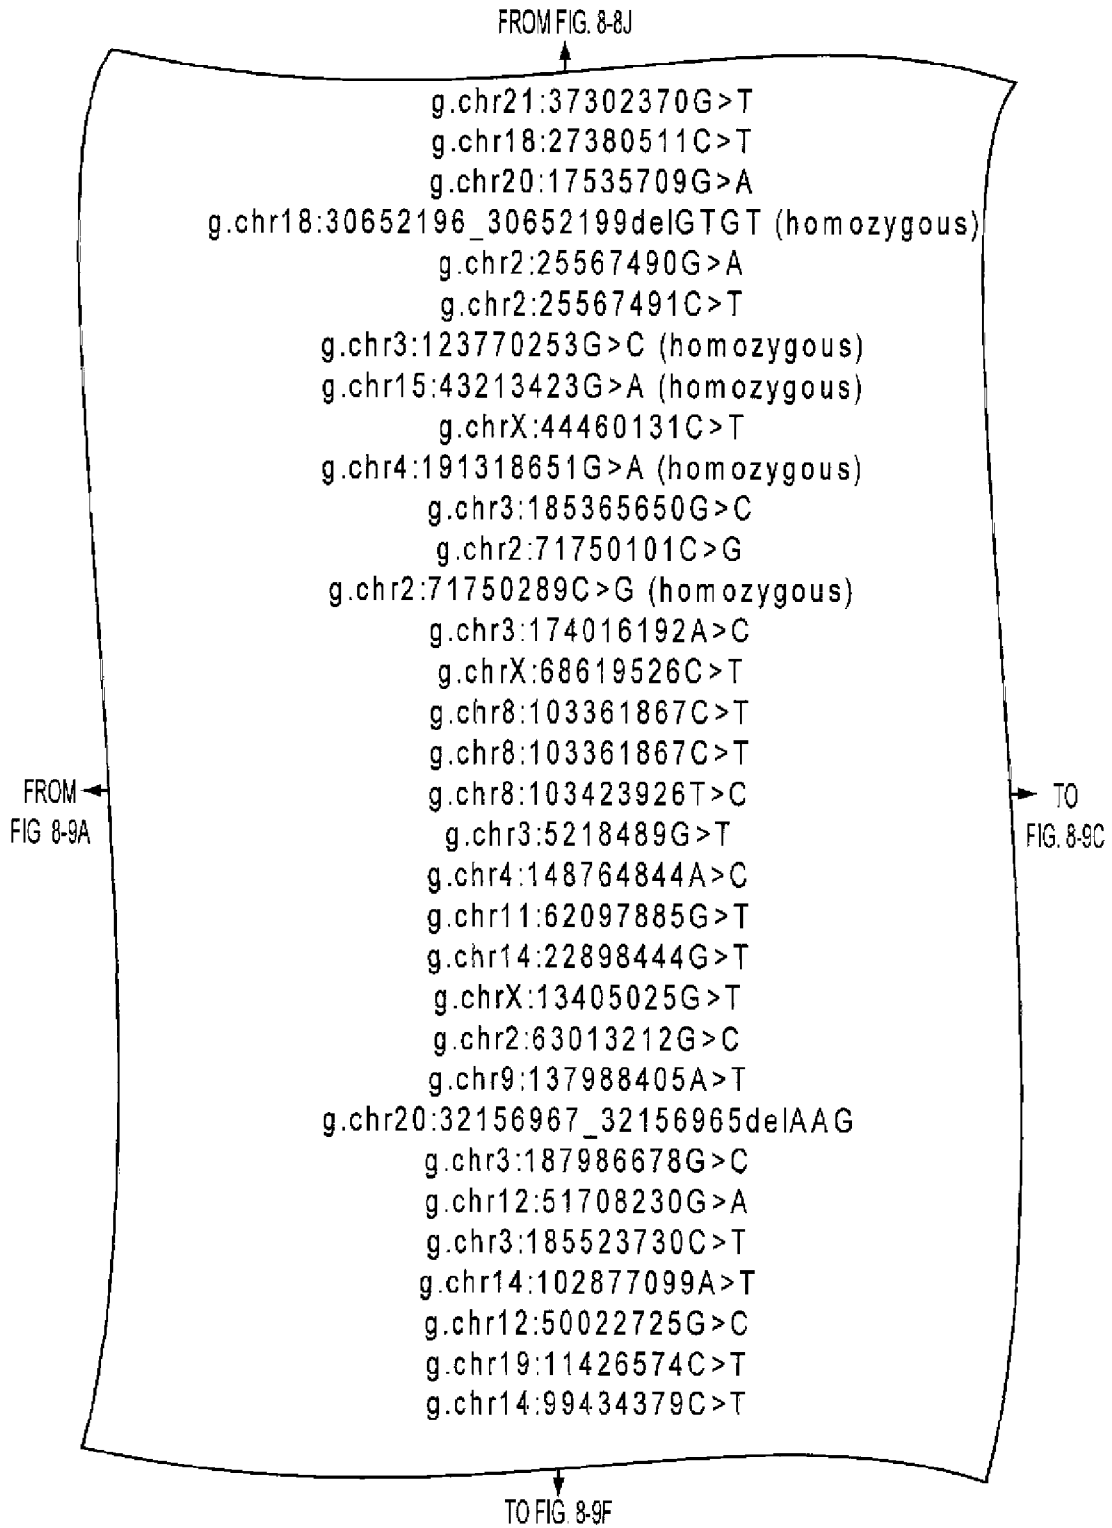 FROM FIG. 8-8J
g.chr21:37302370G>T
g.chr18:27380511C>T
g.chr20:17535709G>A
g.chr18:30652196_30652199delGTGT (homozygous)
g.chr2:25567490G>A
g.chr2:25567491C>T
g.chr3:123770253G>C (homozygous)
g.chr15:43213423G>A (homozygous)
g.chrX:44460131C>T
g.chr4:191318651G>A (homozygous)
g.chr3:185365650G>C
g.chr2:71750101C>G
g.chr2:71750289C>G (homozygous)
g.chr3:174016192A>C
g.chrX:68619526C>T
g.chr8:103361867C>T
g.chr8:103361867C>T
g.chr8:103423926T>C
FROM
FIG 8-9A
TO
FIG. 8-9C
g.chr3:5218489G>T
g.chr4:148764844A>C
g.chr11:62097885G>T
g.chr14:22898444G>T
g.chrX:13405025G>T
g.chr2:63013212G>C
g.chr9:137988405A>T
g.chr20:32156967_32156965delAAG
g.chr3:187986678G>C
g.chr12:51708230G>A
g.chr3:185523730C>T
g.chr14:102877099A>T
g.chr12:50022725G>C
g.chr19:11426574C>T
g.chr14:99434379C>T
TO FIG. 8-9F